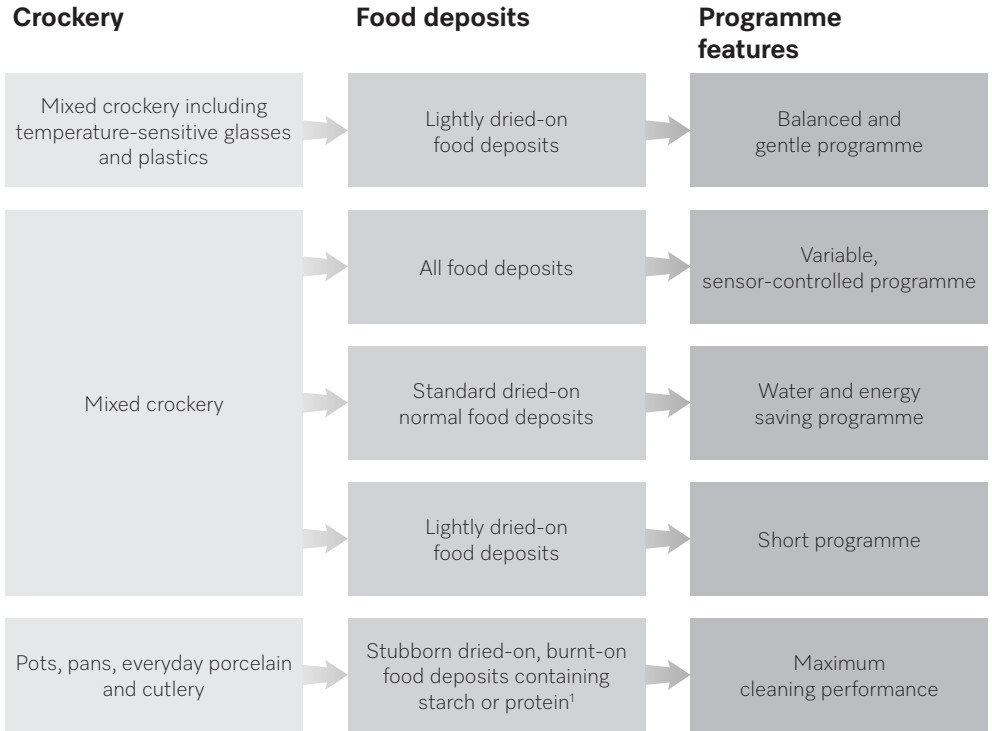 Crockery
Food deposits
Programme
features
Mixed crockery including
temperature-sensitive glasses
and plastics
Lightly dried-on
food deposits
Balanced and
gentle programme
Mixed crockery
All food deposits
Variable,
sensor-controlled programme
Standard dried-on
normal food deposits
Water and energy
saving programme
Lightly dried-on
food deposits
Short programme
Pots, pans, everyday porcelain
and cutlery
Stubborn dried-on, burnt-on
food deposits containing
starch or protein¹
Maximum
cleaning performance